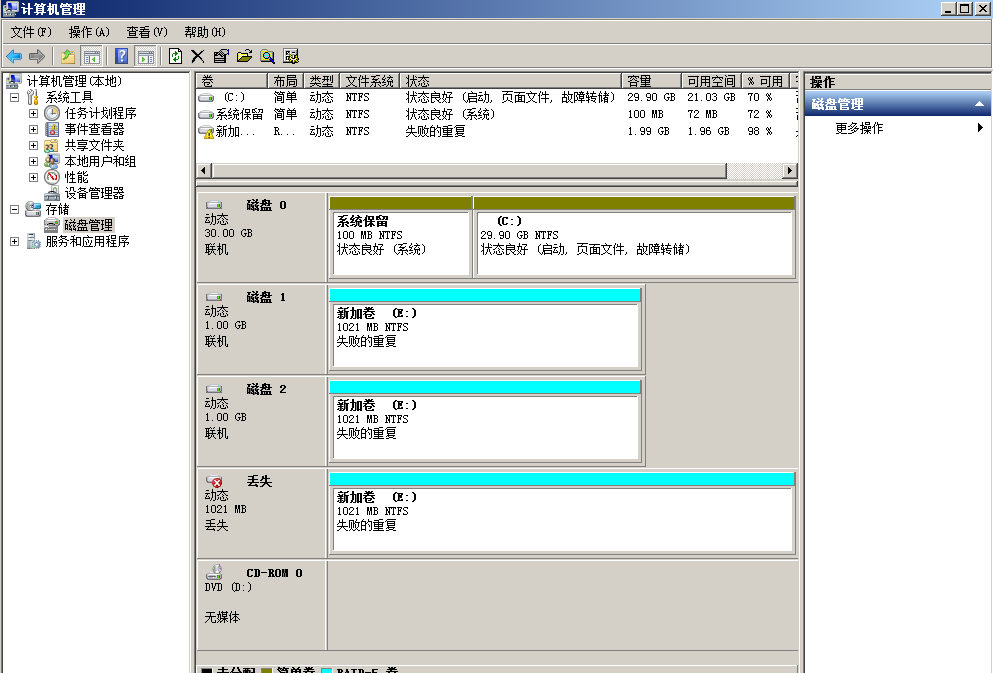 计算机管理
文件(F) 操作(A) 查看(V) 帮助(H)
计算机管理(本地)
系统工具
任务计划程序
事件查看器
共享文件夹
本地用户和组
性能
设备管理器
存储
磁盘管理
服务和应用程序
卷 布局 类型 文件系统 状态 容量 可用空间 % 可用
(C:) 简单 动态 NTFS 状态良好 (启动, 页面文件, 故障转储) 29.90 GB 21.03 GB 70 %
系统保留 简单 动态 NTFS 状态良好 (系统) 100 MB 72 MB 72 %
新加... R... 动态 NTFS 失败的重复 1.99 GB 1.96 GB 98 %
磁盘 0
动态
30.00 GB
联机
系统保留
100 MB NTFS
状态良好 (系统)
(C:)
29.90 GB NTFS
状态良好 (启动, 页面文件, 故障转储)
磁盘 1
动态
1.00 GB
联机
新加卷 (E:)
1021 MB NTFS
失败的重复
磁盘 2
动态
1.00 GB
联机
新加卷 (E:)
1021 MB NTFS
失败的重复
丢失
动态
1021 MB
丢失
新加卷 (E:)
1021 MB NTFS
失败的重复
CD-ROM 0
DVD (D:)
无媒体
未分配 简单卷 RAID-5 卷
操作
磁盘管理
更多操作